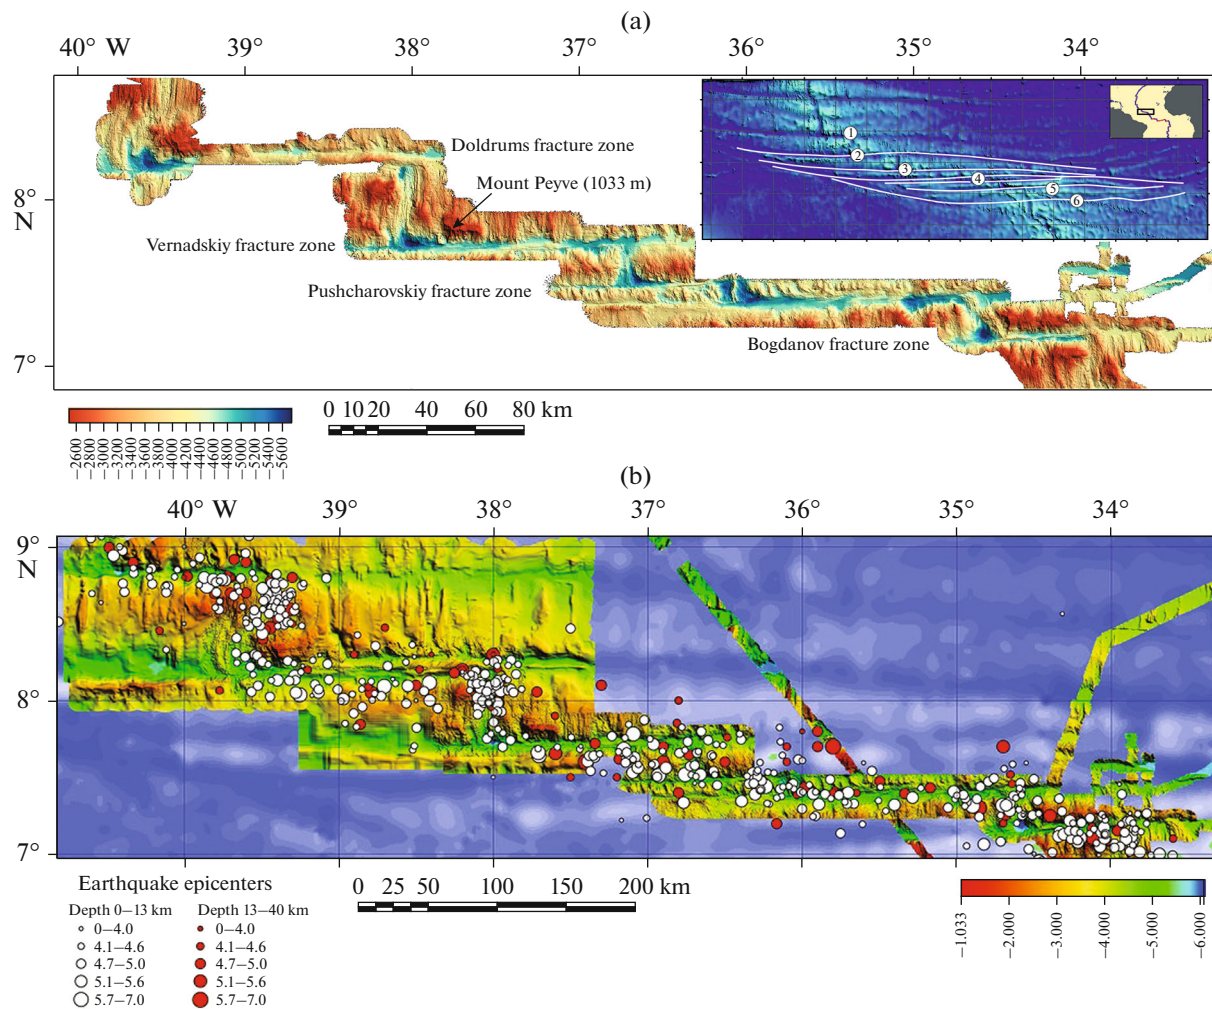 (a)
40° W 39° 38° 37° 36° 35° 34°
8°
N
7°
Doldrums fracture zone
Mount Peyve (1033 m)
Vernadskiy fracture zone
Pushcharovskiy fracture zone
Bogdanov fracture zone
1
2
3
4
5
6
−2600 −2800 −3000 −3200 −3400 −3600 −3800 −4000 −4200 −4400 −4600 −4800 −5000 −5200 −5400 −5600
0 10 20 40 60 80 km
(b)
40° W 39° 38° 37° 36° 35° 34°
9°
N
8°
7°
Earthquake epicenters
Depth 0–13 km Depth 13–40 km
0–4.0 0–4.0
4.1–4.6 4.1–4.6
4.7–5.0 4.7–5.0
5.1–5.6 5.1–5.6
5.7–7.0 5.7–7.0
0 25 50 100 150 200 km
−1.033 −2.000 −3.000 −4.000 −5.000 −6.000